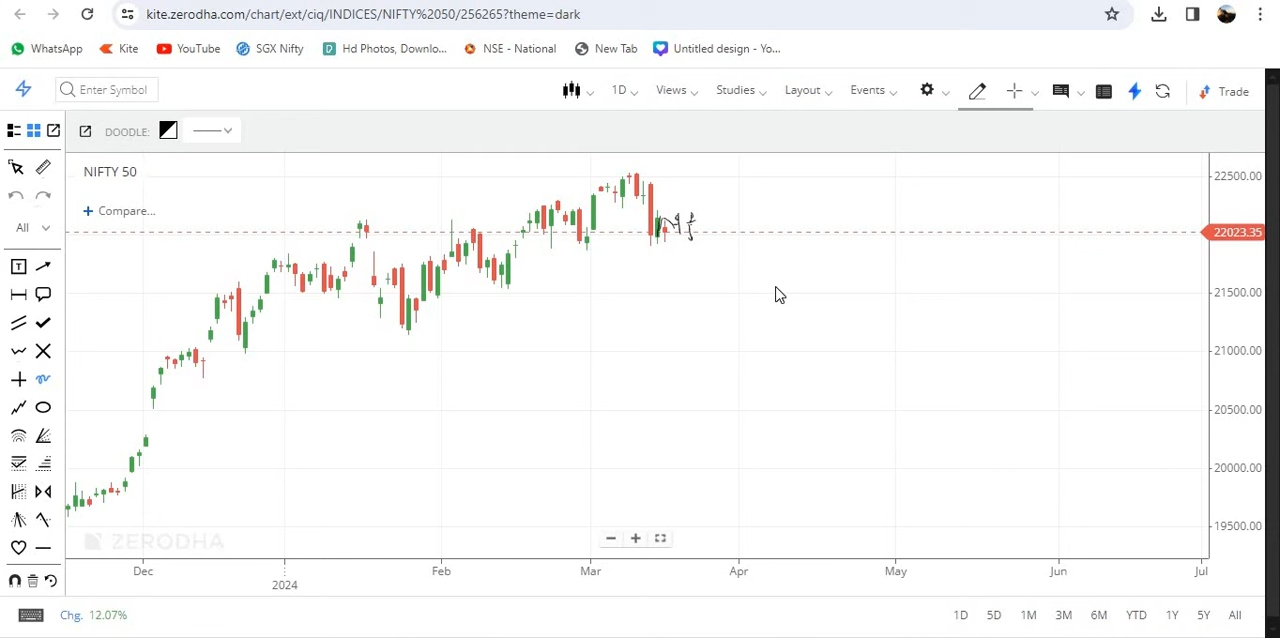 kite.zerodha.com/chart/ext/ciq/INDICES/NIFTY%2050/256265?theme=dark
WhatsApp Kite YouTube SGX Nifty Hd Photos, Downlo... NSE - National New Tab Untitled design - Yo...
Enter Symbol 1D Views Studies Layout Events Trade
DOODLE:
NIFTY 50
22500.00
Compare...
All
22023.35
21500.00
21000.00
20500.00
20000.00
19500.00
ZERODHA
Dec 2024 Feb Mar Apr May Jun Jul
Chg. 12.07% 1D 5D 1M 3M 6M YTD 1Y 5Y All